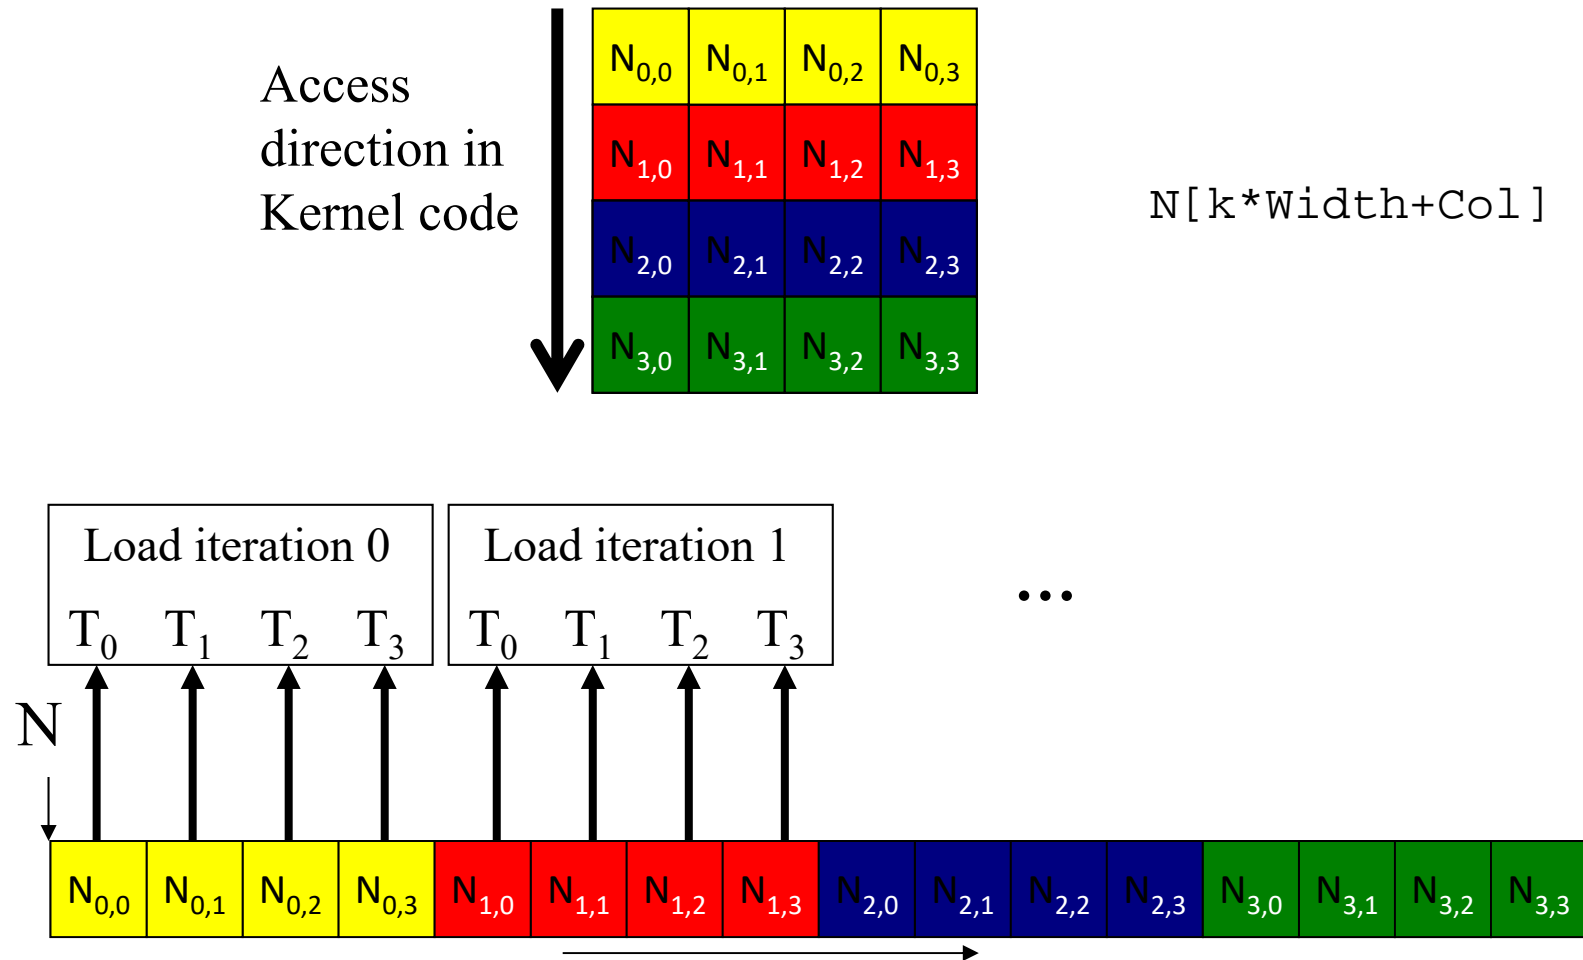 Access
direction in
Kernel code
N0,0 N0,1 N0,2 N0,3
N1,0 N1,1 N1,2 N1,3
N2,0 N2,1 N2,2 N2,3
N3,0 N3,1 N3,2 N3,3
N[k*Width+Col]
Load iteration 0
T0 T1 T2 T3
Load iteration 1
T0 T1 T2 T3
...
N
N0,0 N0,1 N0,2 N0,3 N1,0 N1,1 N1,2 N1,3 N2,0 N2,1 N2,2 N2,3 N3,0 N3,1 N3,2 N3,3